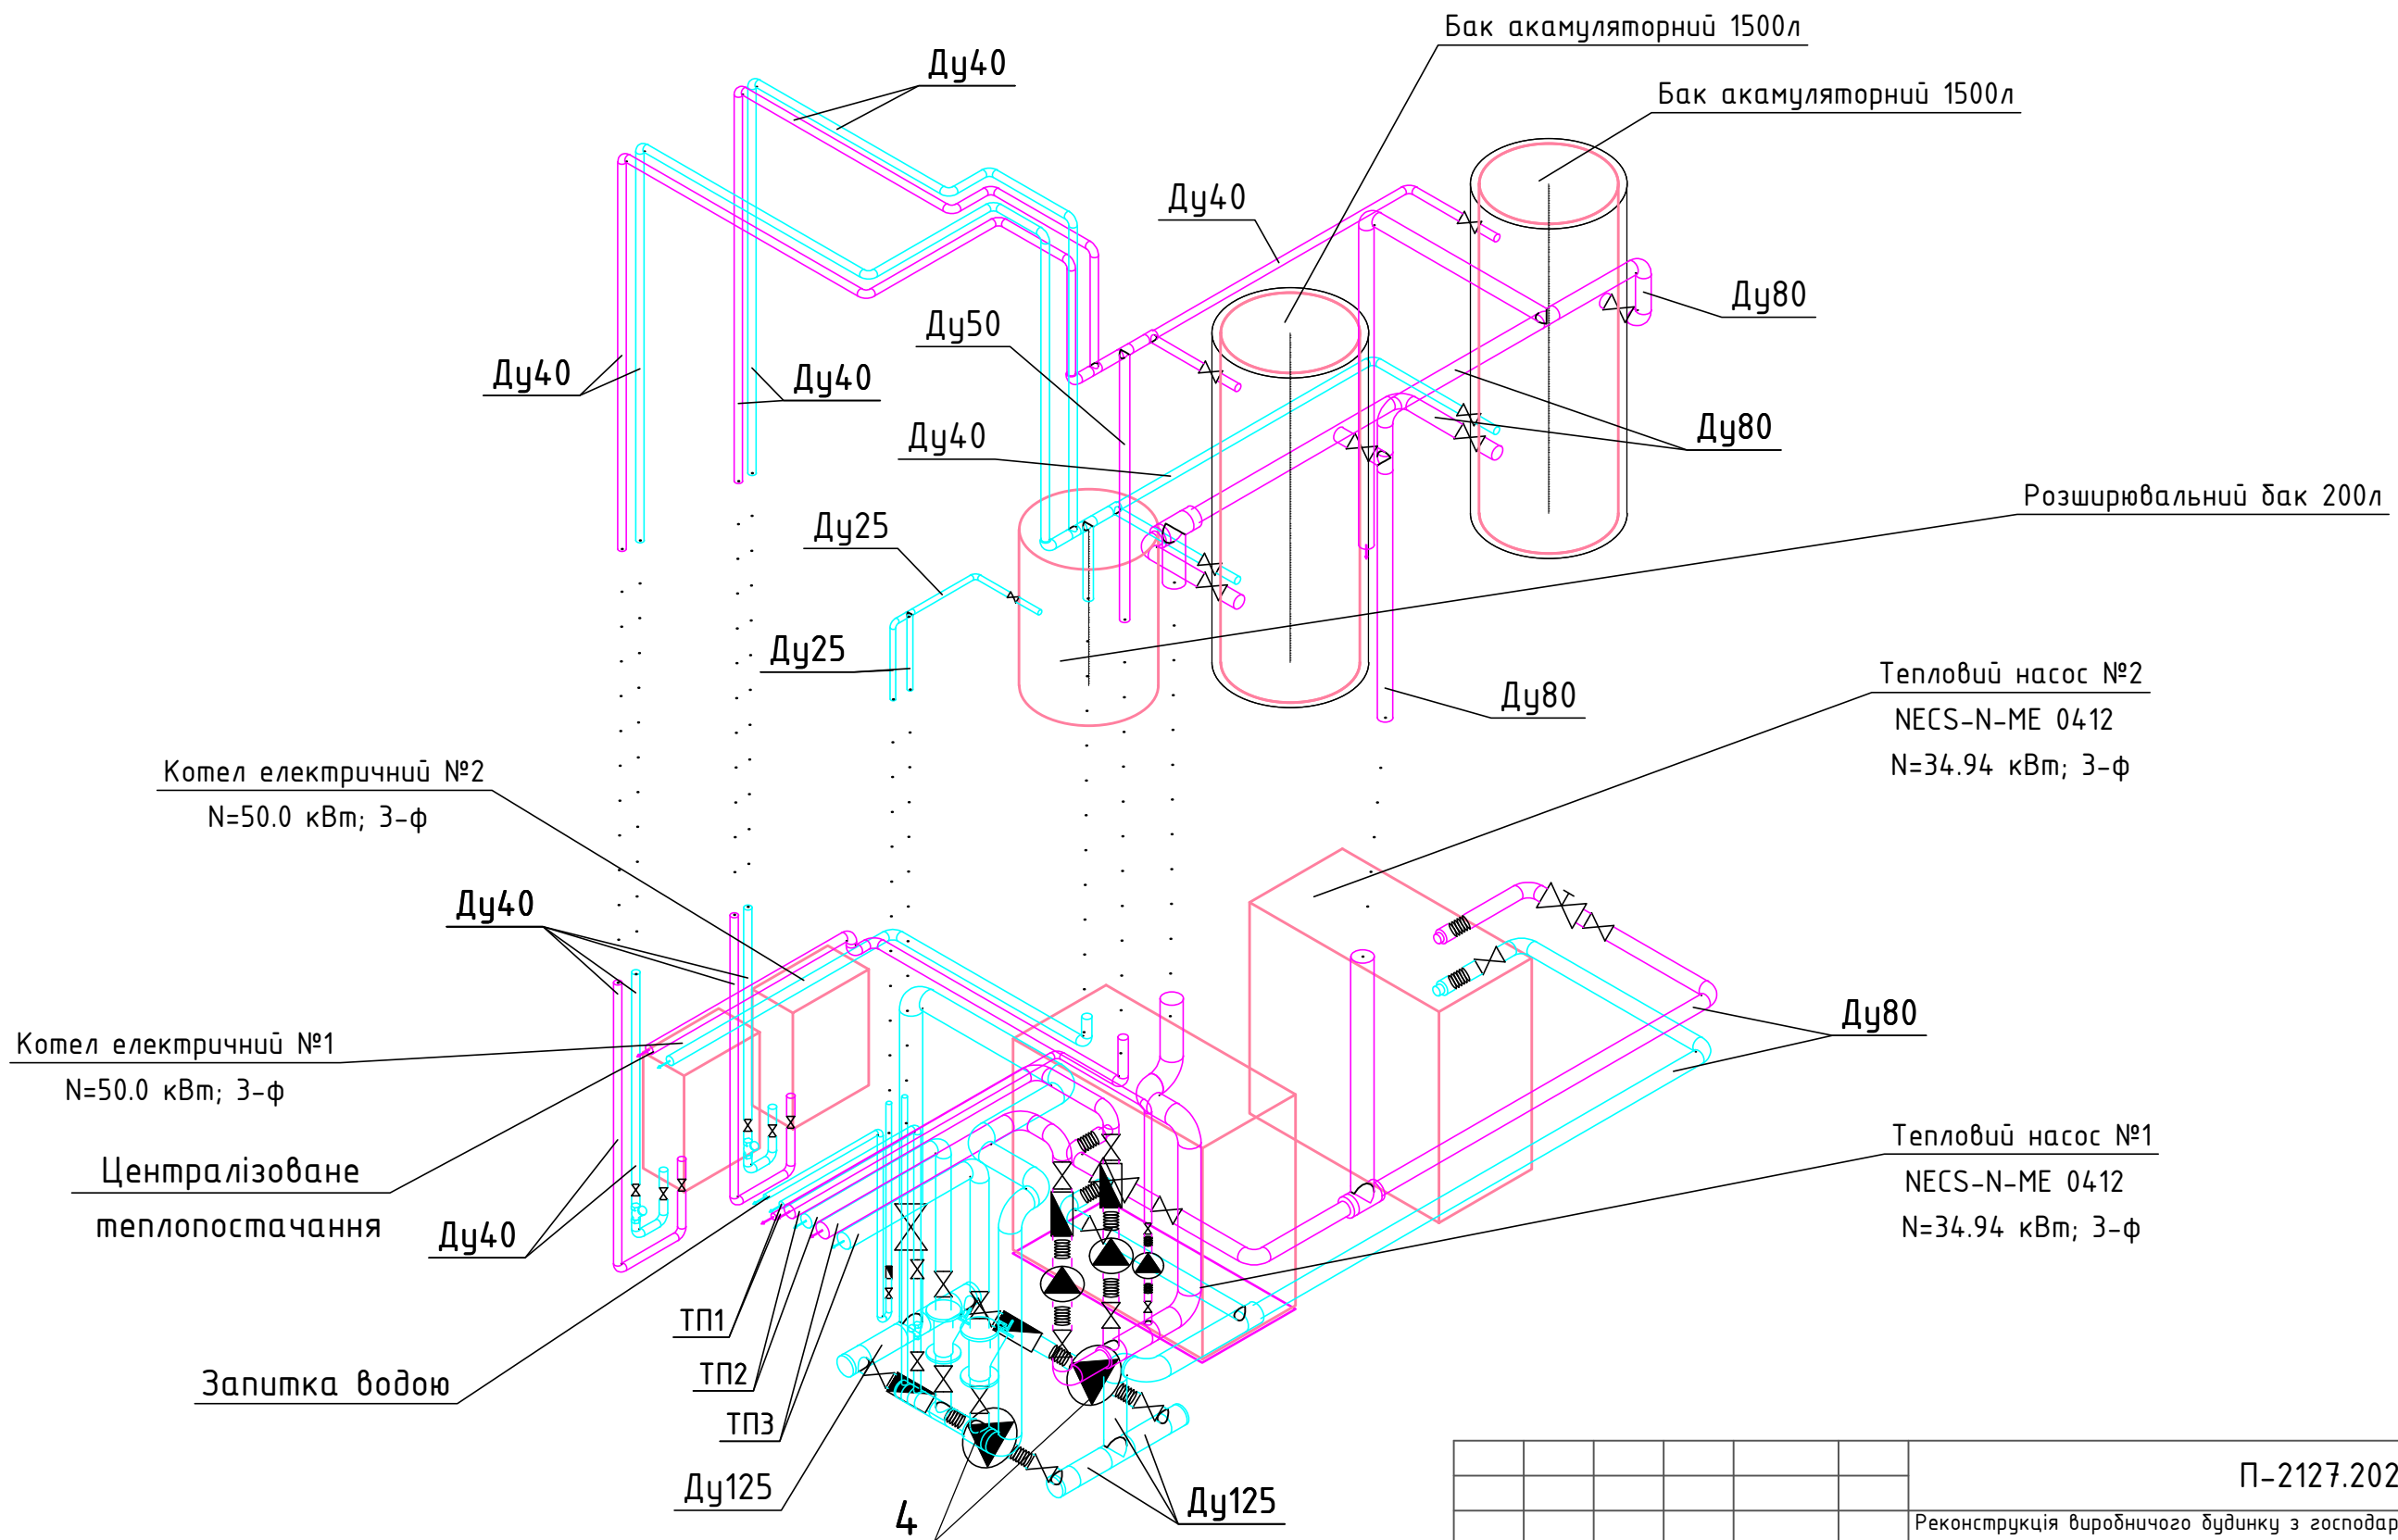 Бак акамуляторний 1500л
Ду40
Бак акамуляторний 1500л
Ду40
Ду80
Ду50
Ду40
Ду40
Ду40
Ду80
Розширювальний бак 200л
Ду25
Ду25
Ду80
Тепловий насос №2
NECS-N-ME 0412
N=34.94 кВт; 3-ф
Котел електричний №2
N=50.0 кВт; 3-ф
Ду40
Ду80
Котел електричний №1
N=50.0 кВт; 3-ф
Тепловий насос №1
NECS-N-ME 0412
N=34.94 кВт; 3-ф
Централізоване
теплопостачання
Ду40
ТП1
ТП2
Запитка водою
ТП3
Ду125
Ду125
4
П-2127.202
Реконструкція виробничого будинку з господар